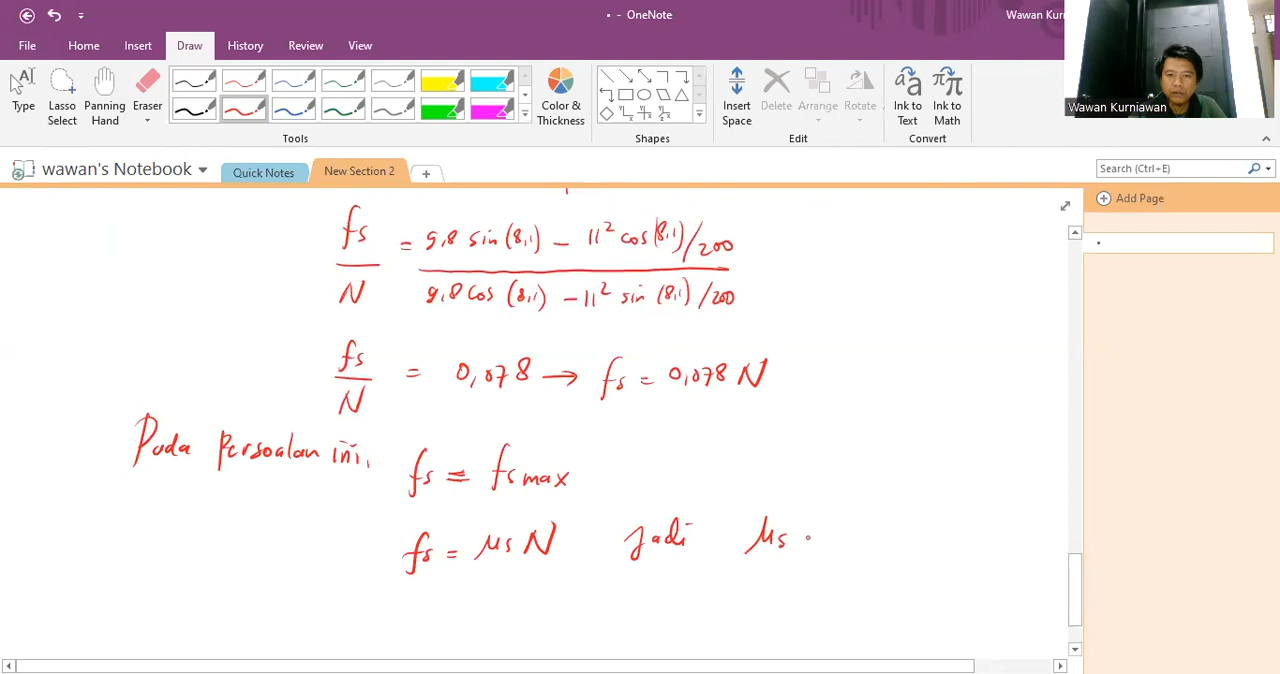 • - OneNote
Wawan Kur
File Home Insert Draw History Review View
Wawan Kurniawan
Type
Lasso Select
Panning Hand
Eraser
Color & Thickness
Insert Space
Delete
Arrange
Rotate
Ink to Text
Ink to Math
Tools
Shapes
Edit
Convert
wawan's Notebook
Quick Notes
New Section 2
Search (Ctrl+E)
Add Page
fs/N = 9,8 sin (8,1) - 11² cos(8,1)/200
9,8 cos (8,1) - 11² sin (8,1)/200
fs/N = 0,078 → fs = 0,078 N
Pada persoalan ini,
fs = fs max
fs = μs N jadi μs